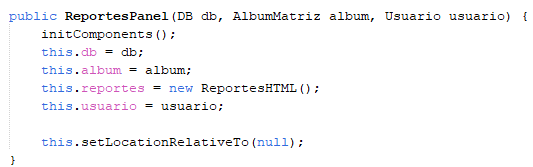 public ReportesPanel(DB db, AlbumMatriz album, Usuario usuario) {
    initComponents();
    this.db = db;
    this.album = album;
    this.reportes = new ReportesHTML();
    this.usuario = usuario;

    this.setLocationRelativeTo(null);
}